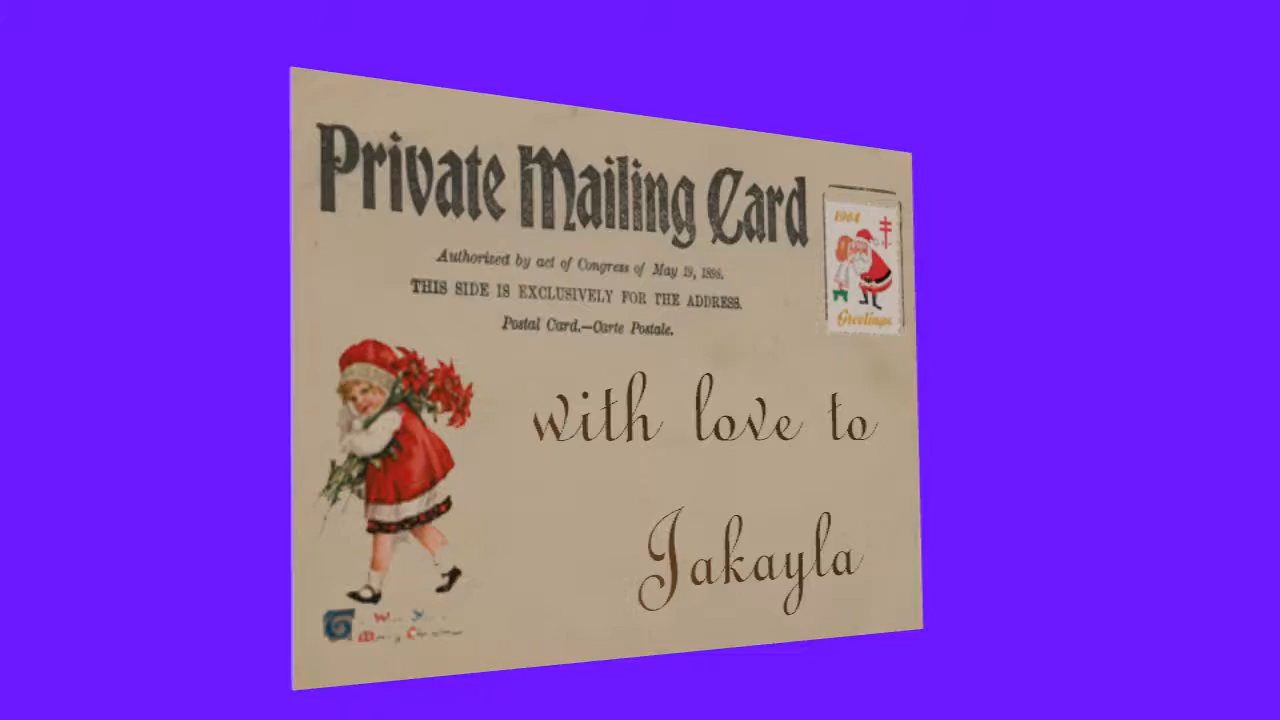 Private Mailing Card
Authorized by act of Congress of May 19, 1898.
THIS SIDE IS EXCLUSIVELY FOR THE ADDRESS.
Postal Card.—Carte Postale.
1964
Greetings
with love to
Jakayla